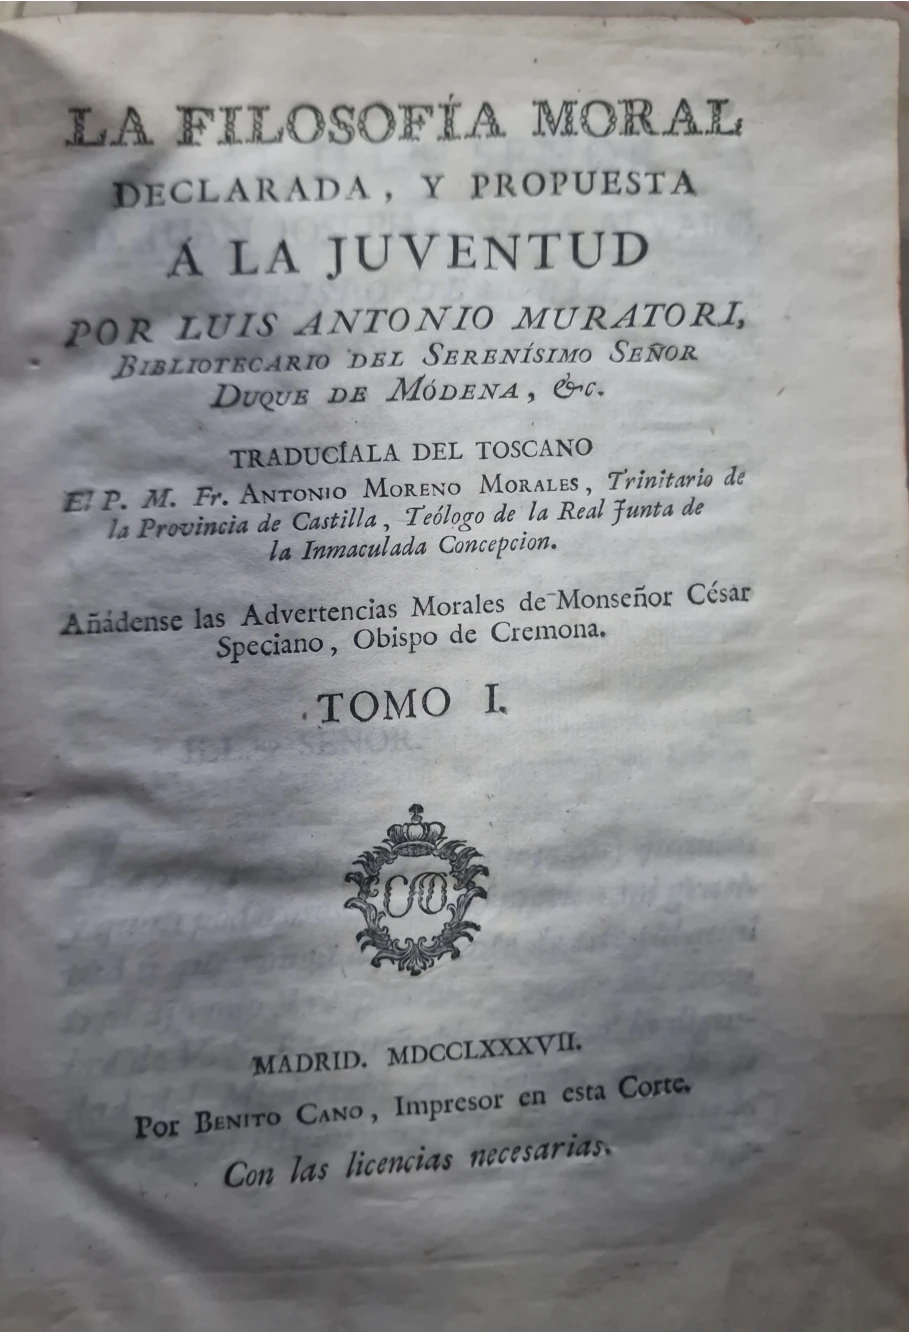 LA FILOSOFÍA MORAL
DECLARADA, Y PROPUESTA
Á LA JUVENTUD
POR LUIS ANTONIO MURATORI,
BIBLIOTECARIO DEL SERENÍSIMO SEÑOR
DUQUE DE MÓDENA, &c.
TRADUCÍALA DEL TOSCANO
El P. M. Fr. ANTONIO MORENO MORALES, Trinitario de
la Provincia de Castilla, Teólogo de la Real Junta de
la Inmaculada Concepcion.
Añádense las Advertencias Morales de Monseñor César
Speciano, Obispo de Cremona.
TOMO I.
MADRID. MDCCLXXXVII.
Por BENITO CANO, Impresor en esta Corte.
Con las licencias necesarias.